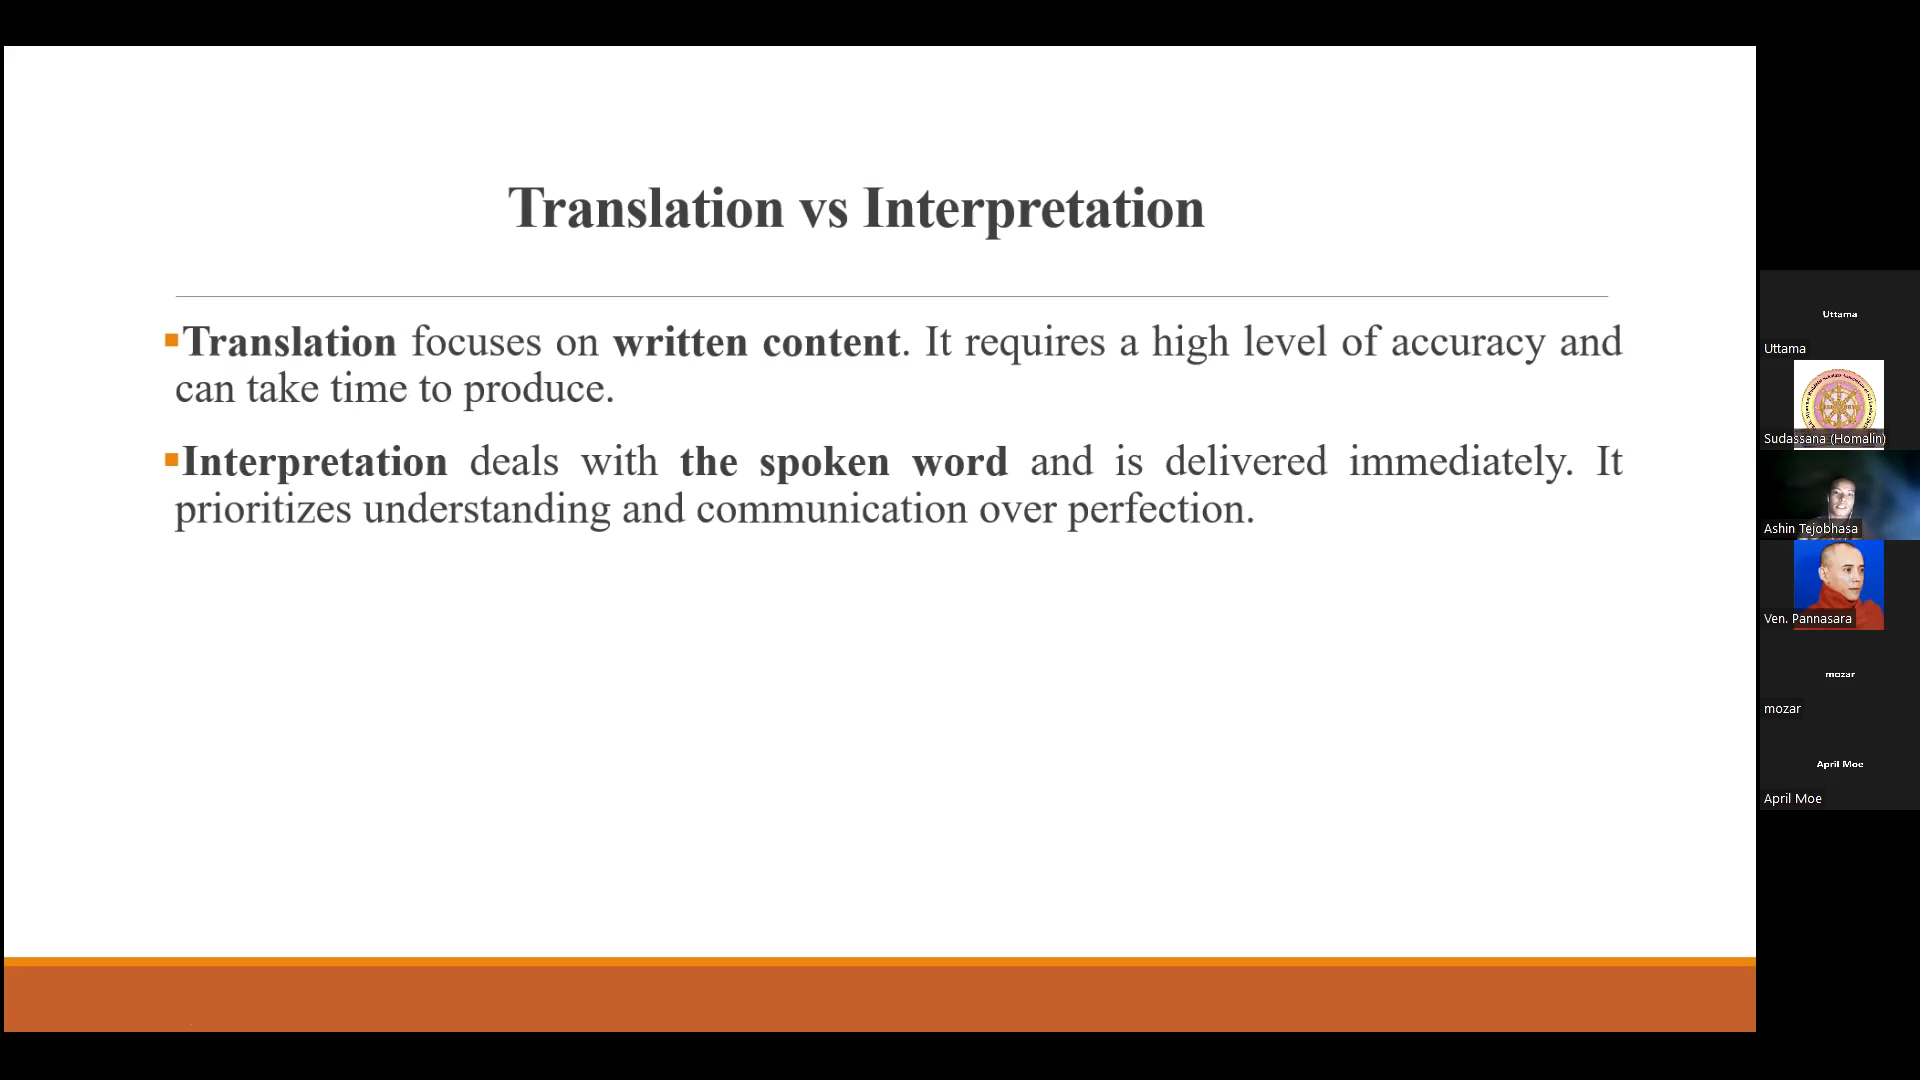 Translation vs Interpretation
▪Translation focuses on written content. It requires a high level of accuracy and
can take time to produce.
▪Interpretation deals with the spoken word and is delivered immediately. It
prioritizes understanding and communication over perfection.
Uttama
Uttama
Sudassana (Homalin)
Ashin Tejobhasa
Ven. Pannasara
mozar
mozar
April Moe
April Moe